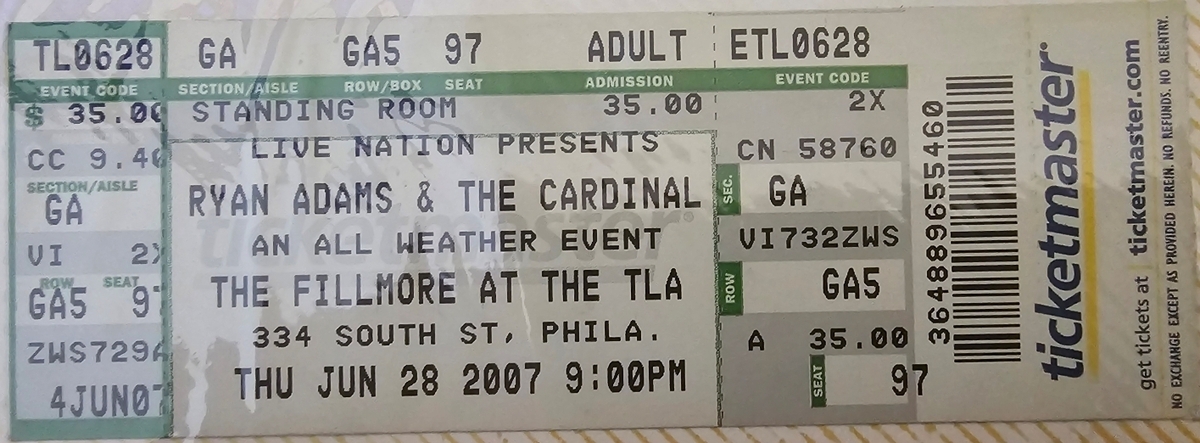 TL0628 GA GA5 97 ADULT ETL0628
EVENT CODE SECTION/AISLE ROW/BOX SEAT ADMISSION EVENT CODE
$ 35.00 STANDING ROOM 35.00 2X
LIVE NATION PRESENTS
CC 9.40
CN 58760
SECTION/AISLE
GA
RYAN ADAMS & THE CARDINAL
SEC. GA
VI 2X
AN ALL WEATHER EVENT
VI732ZWS
ROW SEAT
GA5 97
THE FILLMORE AT THE TLA
ROW GA5
ZWS729A
334 SOUTH ST, PHILA.
A 35.00
4JUN07
THU JUN 28 2007 9:00PM
SEAT 97
ticketmaster®
3648896555460
ticketmaster®
get tickets at ticketmaster.com
NO EXCHANGE EXCEPT AS PROVIDED HEREIN. NO REFUNDS. NO REENTRY.